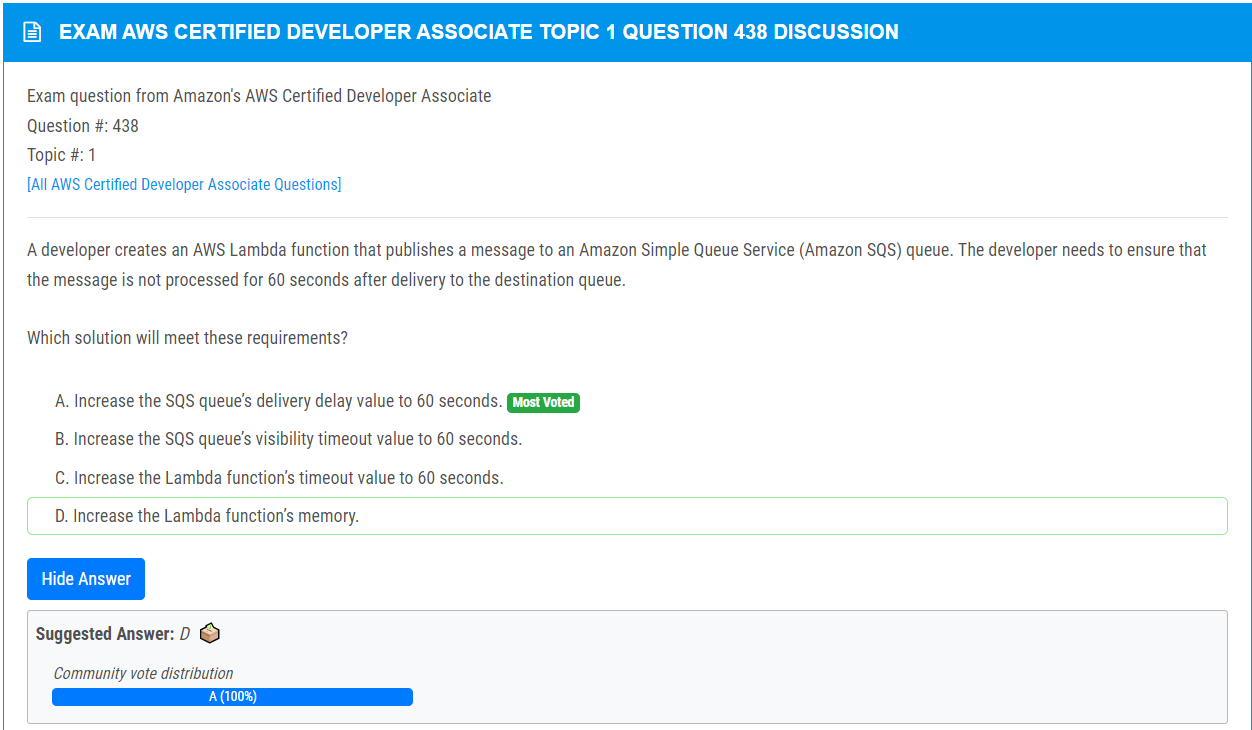 EXAM AWS CERTIFIED DEVELOPER ASSOCIATE TOPIC 1 QUESTION 438 DISCUSSION
Exam question from Amazon's AWS Certified Developer Associate
Question #: 438
Topic #: 1
[All AWS Certified Developer Associate Questions]
A developer creates an AWS Lambda function that publishes a message to an Amazon Simple Queue Service (Amazon SQS) queue. The developer needs to ensure that
the message is not processed for 60 seconds after delivery to the destination queue.
Which solution will meet these requirements?
A. Increase the SQS queue’s delivery delay value to 60 seconds. Most Voted
B. Increase the SQS queue’s visibility timeout value to 60 seconds.
C. Increase the Lambda function’s timeout value to 60 seconds.
D. Increase the Lambda function’s memory.
Hide Answer
Suggested Answer: D
Community vote distribution
A (100%)